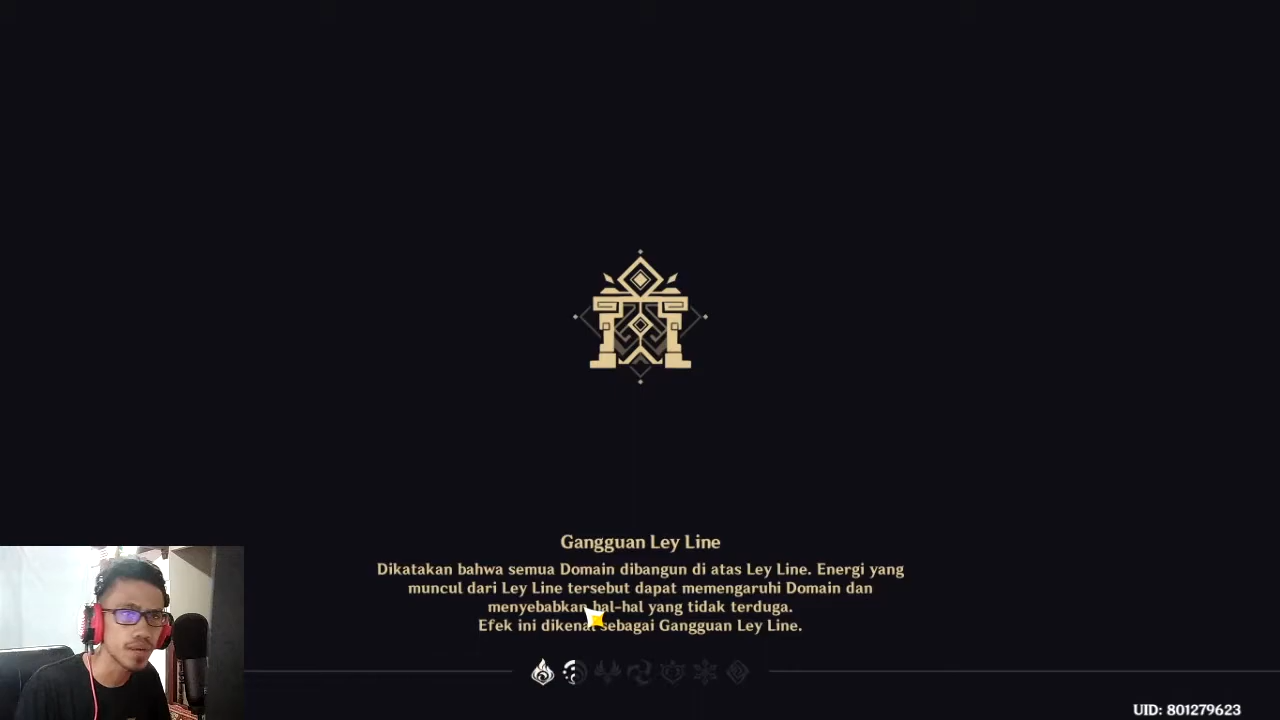 Gangguan Ley Line
Dikatakan bahwa semua Domain dibangun di atas Ley Line. Energi yang
muncul dari Ley Line tersebut dapat memengaruhi Domain dan
menyebabkan hal-hal yang tidak terduga.
Efek ini dikenal sebagai Gangguan Ley Line.
UID: 801279623